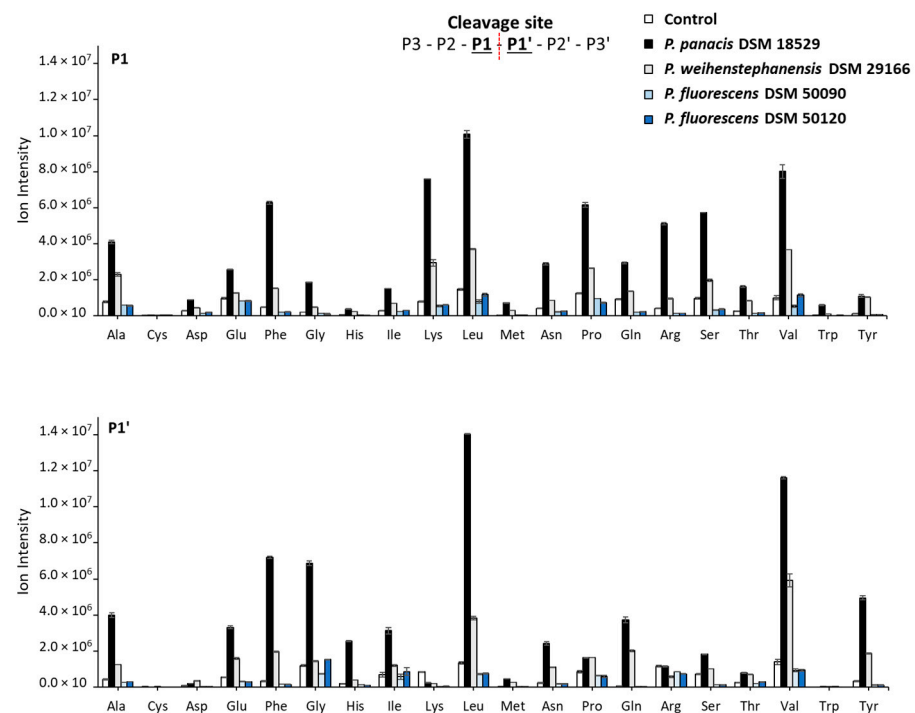 Cleavage site
P3 - P2 - P1 - P1' - P2' - P3'
Control
P. panacis DSM 18529
P. weihenstephanensis DSM 29166
P. fluorescens DSM 50090
P. fluorescens DSM 50120
P1
Ion Intensity
1.4 × 10⁷
1.2 × 10⁷
1.0 × 10⁷
8.0 × 10⁶
6.0 × 10⁶
4.0 × 10⁶
2.0 × 10⁶
0.0 × 10
Ala Cys Asp Glu Phe Gly His Ile Lys Leu Met Asn Pro Gln Arg Ser Thr Val Trp Tyr
P1'
Ion Intensity
1.4 × 10⁷
1.2 × 10⁷
1.0 × 10⁷
8.0 × 10⁶
6.0 × 10⁶
4.0 × 10⁶
2.0 × 10⁶
0.0 × 10
Ala Cys Asp Glu Phe Gly His Ile Lys Leu Met Asn Pro Gln Arg Ser Thr Val Trp Tyr